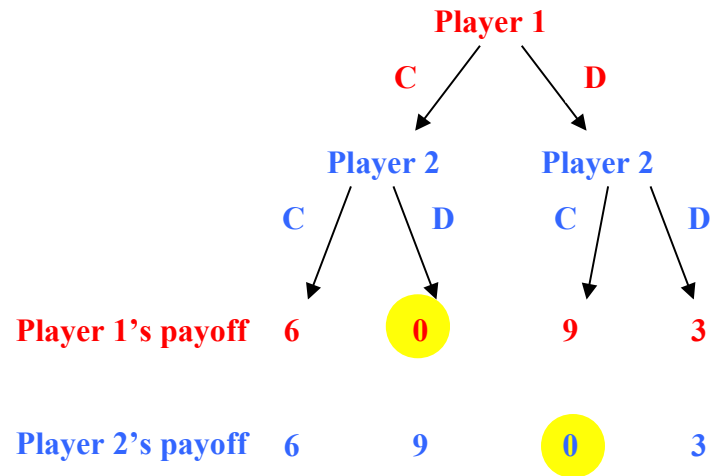 Player 1
C D
Player 2 Player 2
C D C D
Player 1’s payoff 6 0 9 3
Player 2’s payoff 6 9 0 3